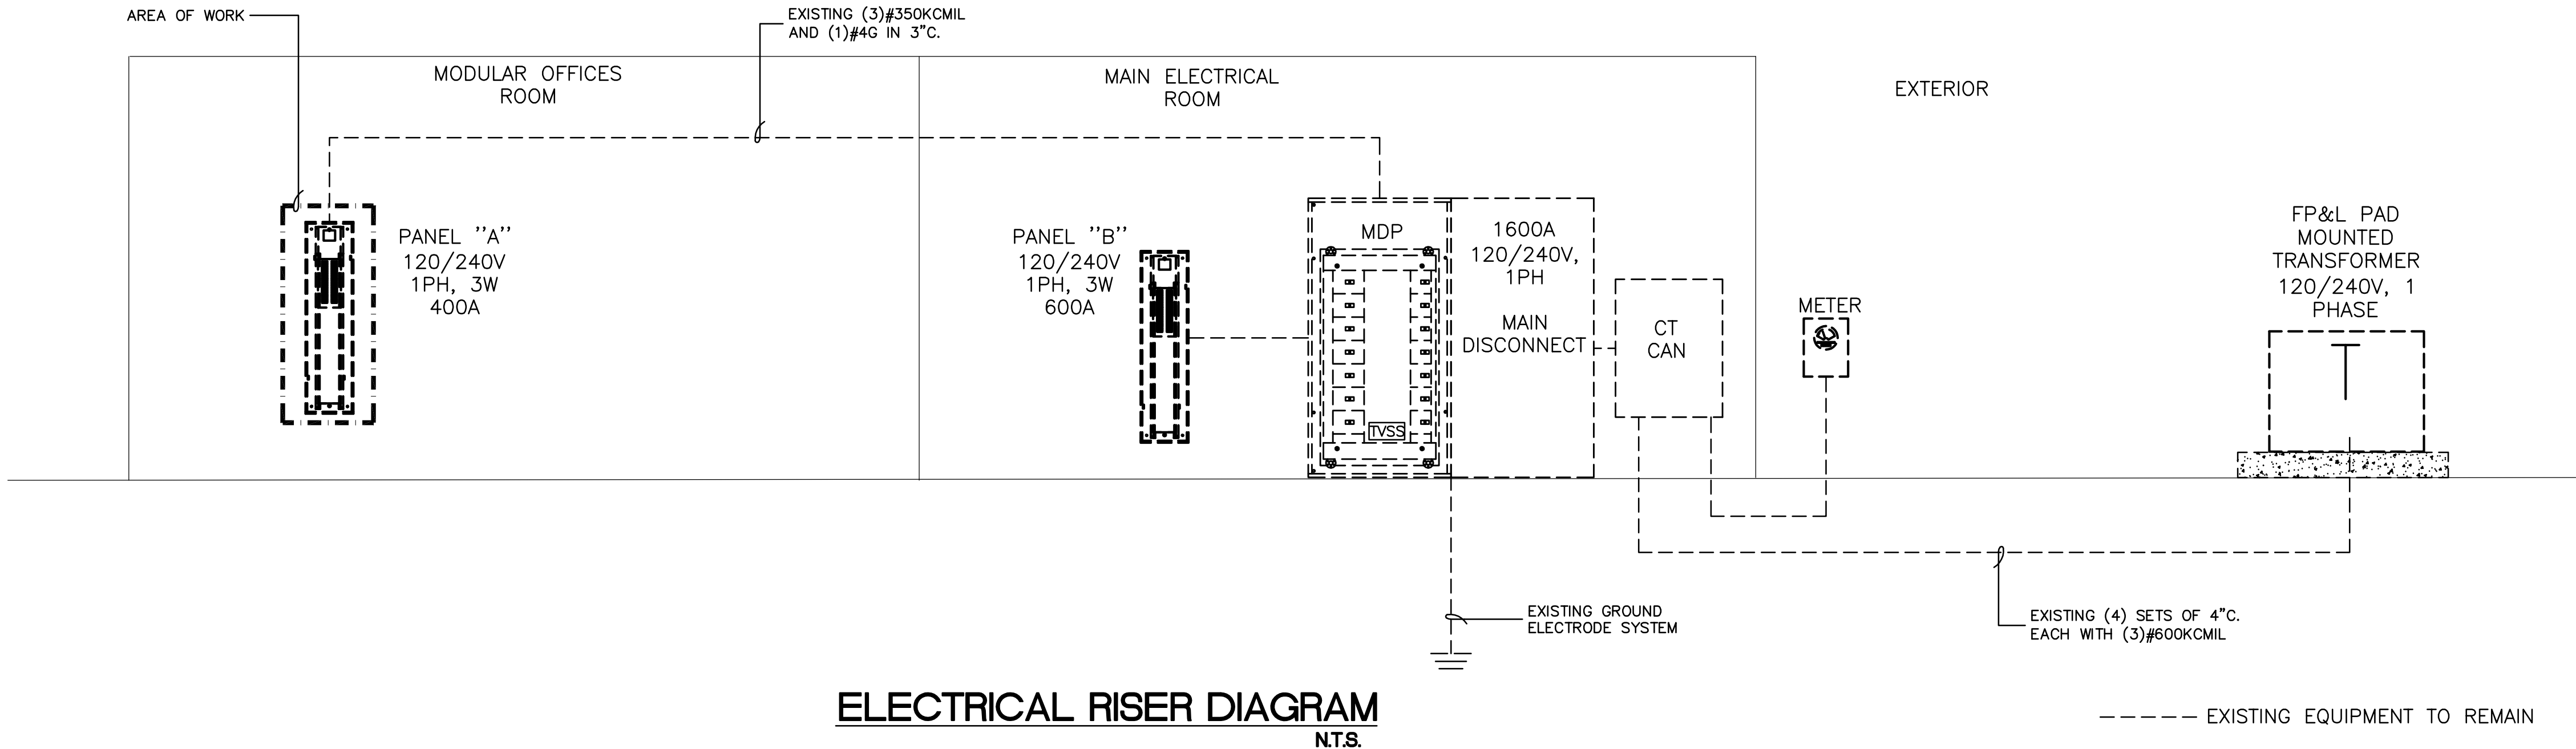 AREA OF WORK
EXISTING (3)#350KCMIL
AND (1)#4G IN 3"C.
MODULAR OFFICES
ROOM
MAIN ELECTRICAL
ROOM
EXTERIOR
PANEL ''A''
120/240V
1PH, 3W
400A
PANEL ''B''
120/240V
1PH, 3W
600A
MDP
TVSS
1600A
120/240V,
1PH
MAIN
DISCONNECT
CT
CAN
METER
FP&L PAD
MOUNTED
TRANSFORMER
120/240V, 1
PHASE
T
EXISTING GROUND
ELECTRODE SYSTEM
EXISTING (4) SETS OF 4"C.
EACH WITH (3)#600KCMIL
ELECTRICAL RISER DIAGRAM
N.T.S.
EXISTING EQUIPMENT TO REMAIN